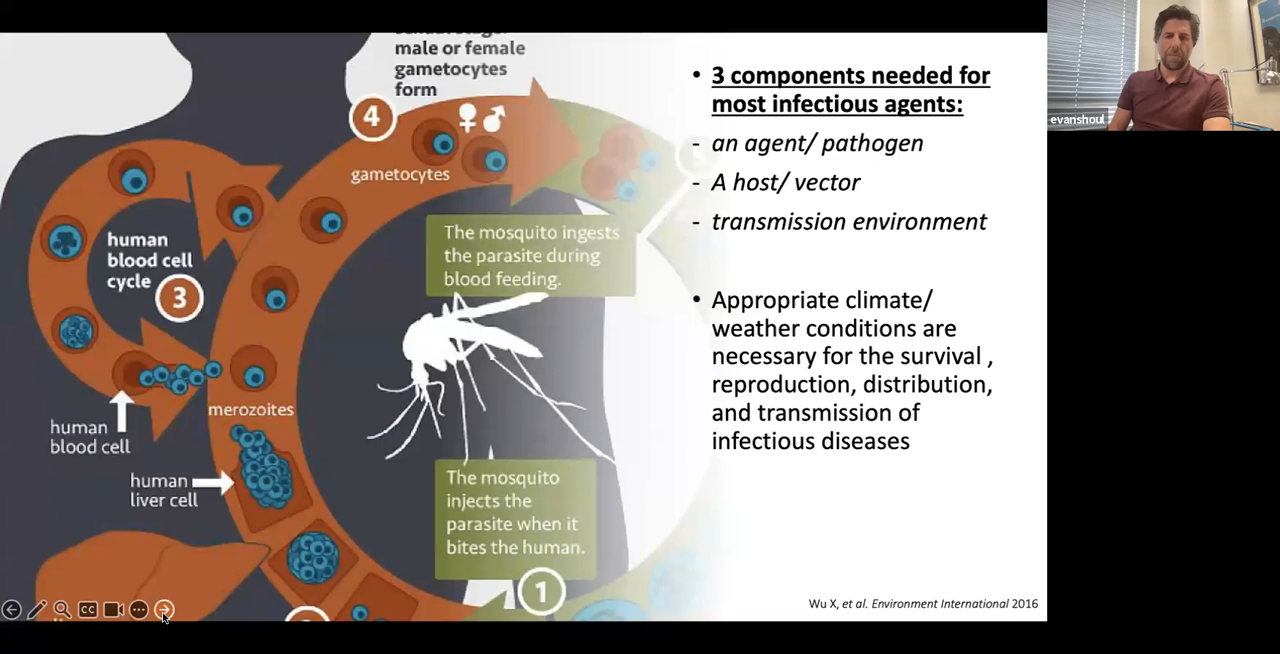 male or female
gametocytes
form
4
gametocytes
human
blood cell
cycle
3
The mosquito ingests
the parasite during
blood feeding.
merozoites
human
blood cell
human
liver cell
The mosquito
injects the
parasite when it
bites the human.
1
• 3 components needed for
most infectious agents:
- an agent/ pathogen
- A host/ vector
- transmission environment
• Appropriate climate/
weather conditions are
necessary for the survival ,
reproduction, distribution,
and transmission of
infectious diseases
Wu X, et al. Environment International 2016
CC
evanshoul